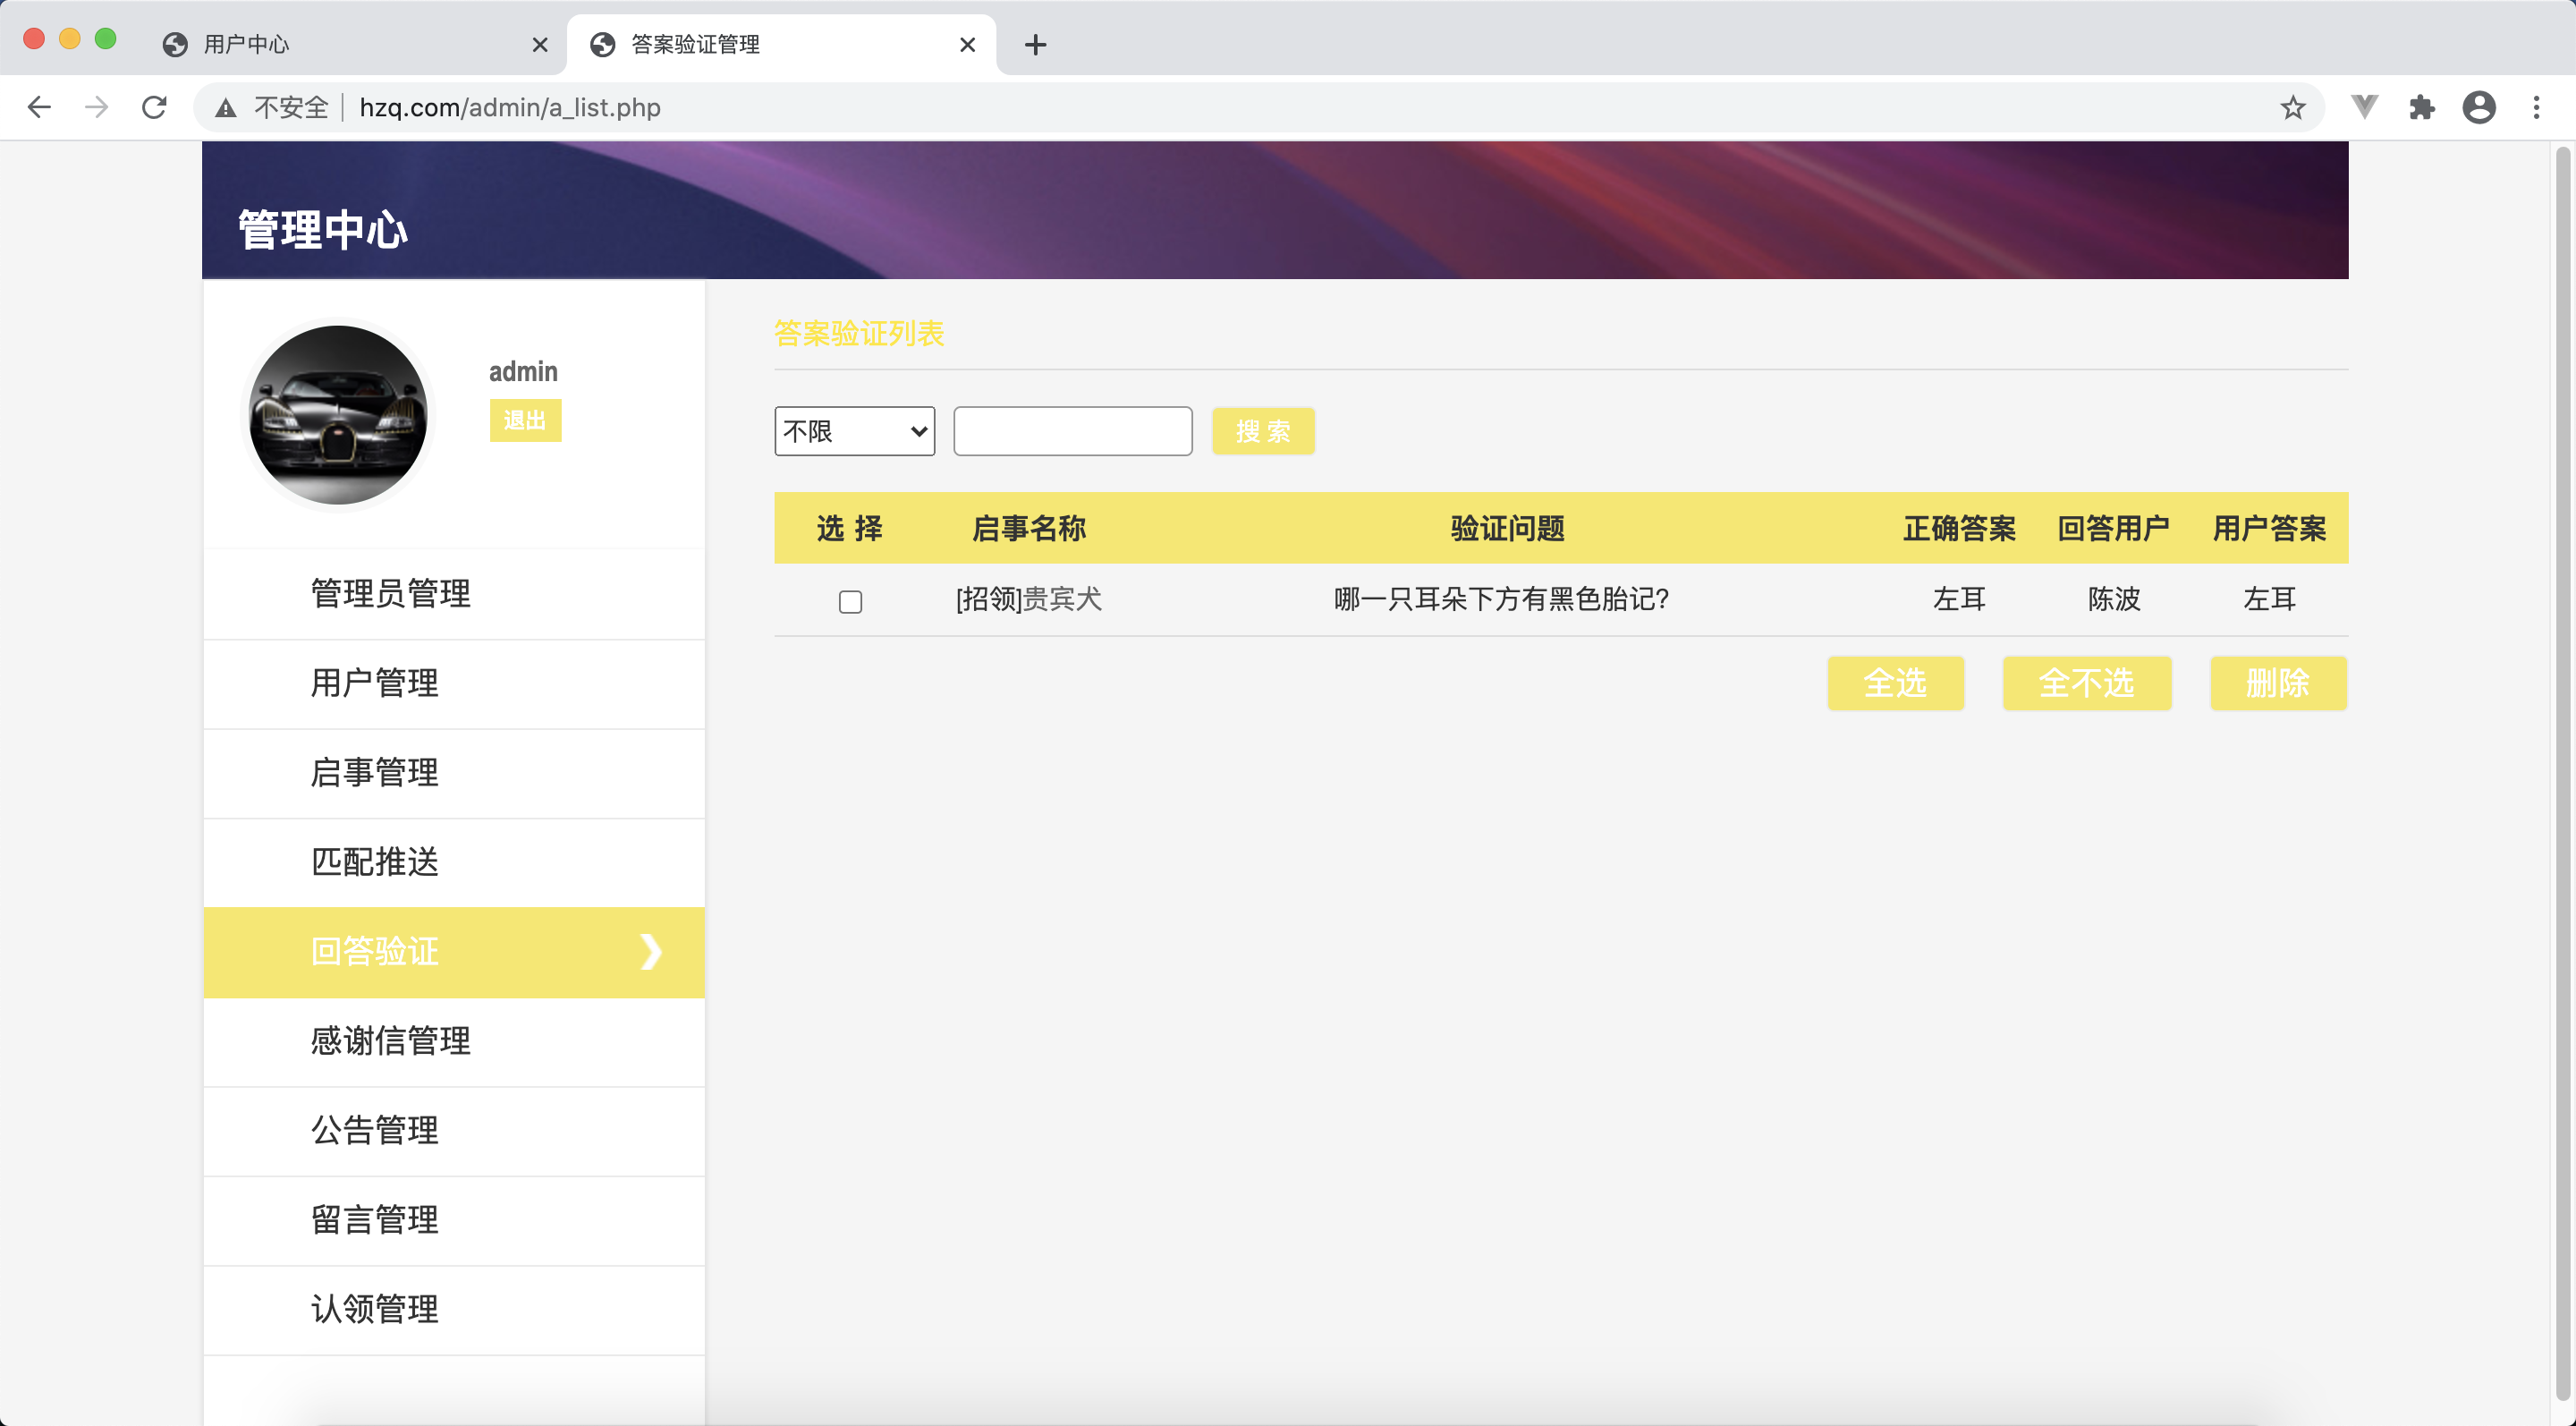 用户中心
答案验证管理
不安全 hzq.com/admin/a_list.php
管理中心
admin
退出
管理员管理
用户管理
启事管理
匹配推送
回答验证
感谢信管理
公告管理
留言管理
认领管理
答案验证列表
不限 搜 索
选 择 启事名称 验证问题 正确答案 回答用户 用户答案
[招领]贵宾犬 哪一只耳朵下方有黑色胎记? 左耳 陈波 左耳
全选 全不选 删除